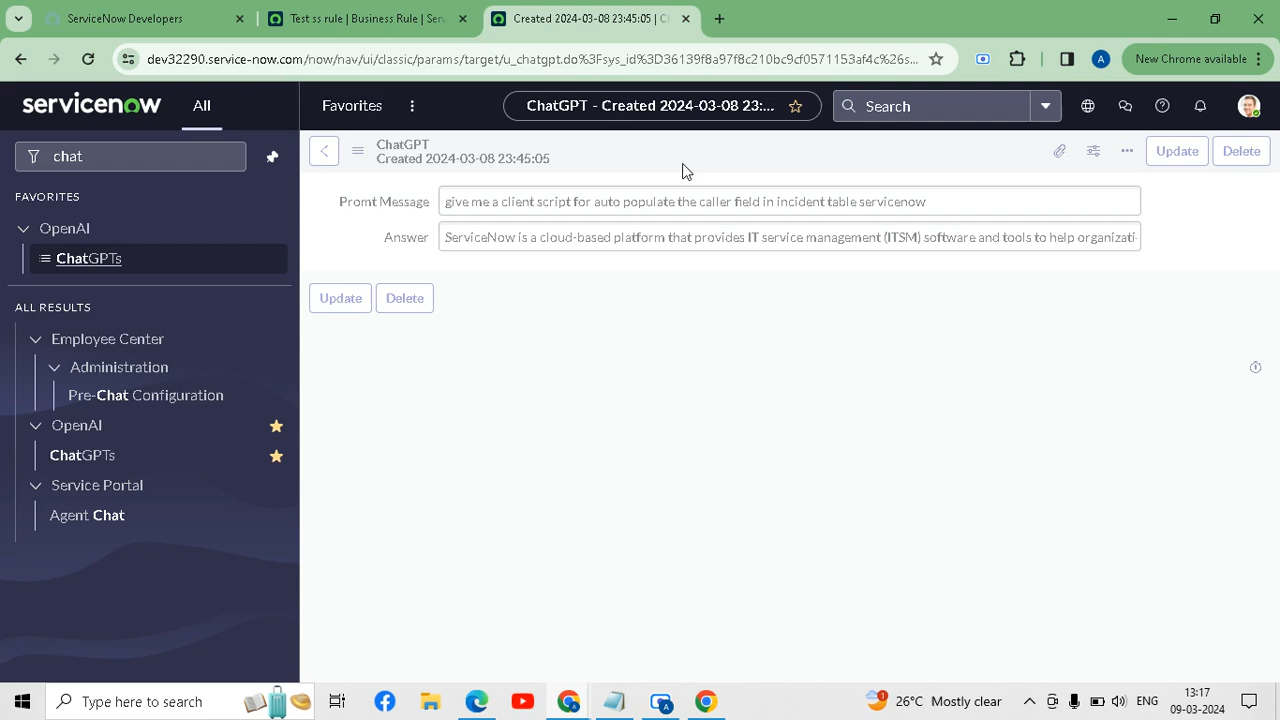 ServiceNow Developers
Test ss rule | Business Rule | Serv
Created 2024-03-08 23:45:05 | Ch
dev32290.service-now.com/now/nav/ui/classic/params/target/u_chatgpt.do%3Fsys_id%3D36139f8a97f8c210bc9cf0571153af4c%26s...
A
New Chrome available
servicenow
All
Favorites
ChatGPT - Created 2024-03-08 23:...
Search
chat
ChatGPT
Created 2024-03-08 23:45:05
Update
Delete
FAVORITES
OpenAI
ChatGPTs
Promt Message
give me a client script for auto populate the caller field in incident table servicenow
Answer
ServiceNow is a cloud-based platform that provides IT service management (ITSM) software and tools to help organizati
Update
Delete
ALL RESULTS
Employee Center
Administration
Pre-Chat Configuration
OpenAI
ChatGPTs
Service Portal
Agent Chat
Type here to search
1
26°C Mostly clear
ENG
13:17
09-03-2024